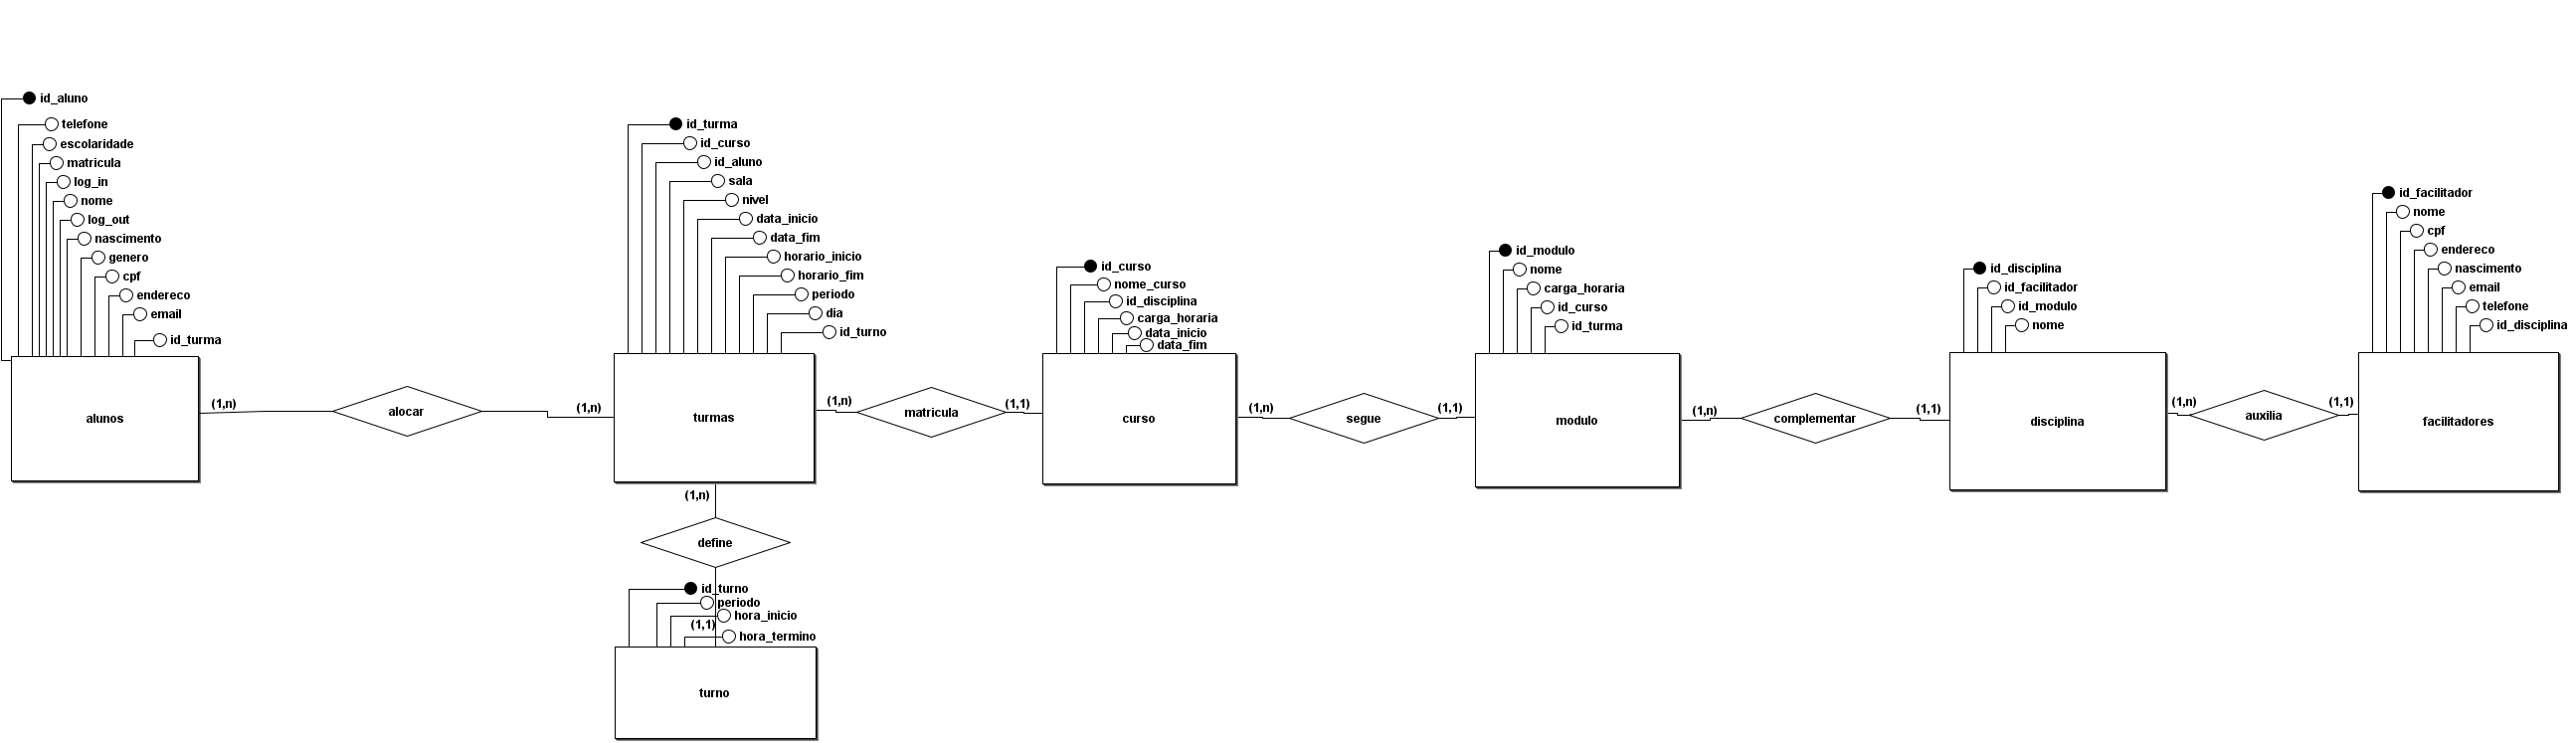 id_aluno
telefone
escolaridade
matricula
log_in
nome
log_out
nascimento
genero
cpf
endereco
email
id_turma
alunos
(1,n)
alocar
(1,n)
id_turma
id_curso
id_aluno
sala
nivel
data_inicio
data_fim
horario_inicio
horario_fim
periodo
dia
id_turno
turmas
(1,n)
matricula
(1,1)
id_curso
nome_curso
id_disciplina
carga_horaria
data_inicio
data_fim
curso
(1,n)
segue
(1,1)
id_modulo
nome
carga_horaria
id_curso
id_turma
modulo
(1,n)
complementar
(1,1)
id_disciplina
id_facilitador
id_modulo
nome
disciplina
(1,n)
auxilia
(1,1)
id_facilitador
nome
cpf
endereco
nascimento
email
telefone
id_disciplina
facilitadores
(1,n)
define
id_turno
periodo
hora_inicio
(1,1)
hora_termino
turno